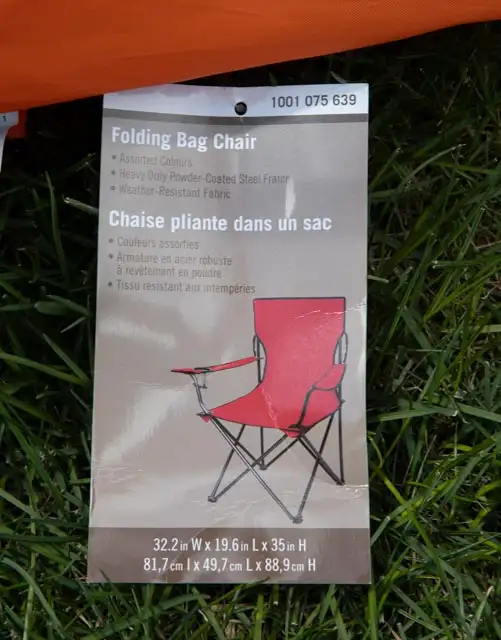 1001 075 639
Folding Bag Chair
• Assorted Colours
• Heavy Duty Powder-Coated Steel Frame
• Weather-Resistant Fabric
Chaise pliante dans un sac
• Couleurs assorties
• Armature en acier robuste
à revêtement en poudre
• Tissu résistant aux intempéries
32.2 in W x 19.6 in L x 35 in H
81,7 cm l x 49,7 cm L x 88,9 cm H